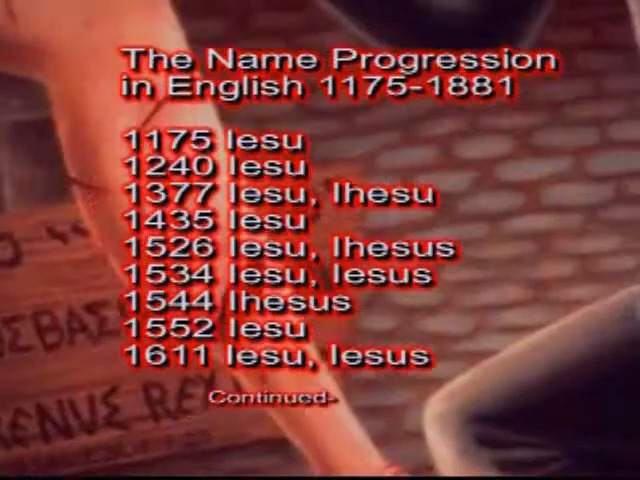 The Name Progression
in English 1175-1881
1175 Iesu
1240 Iesu
1377 Iesu, Ihesu
1435 Iesu
1526 Iesu, Ihesus
1534 Iesu, Iesus
1544 Ihesus
1552 Iesu
1611 Iesu, Iesus
Continued-